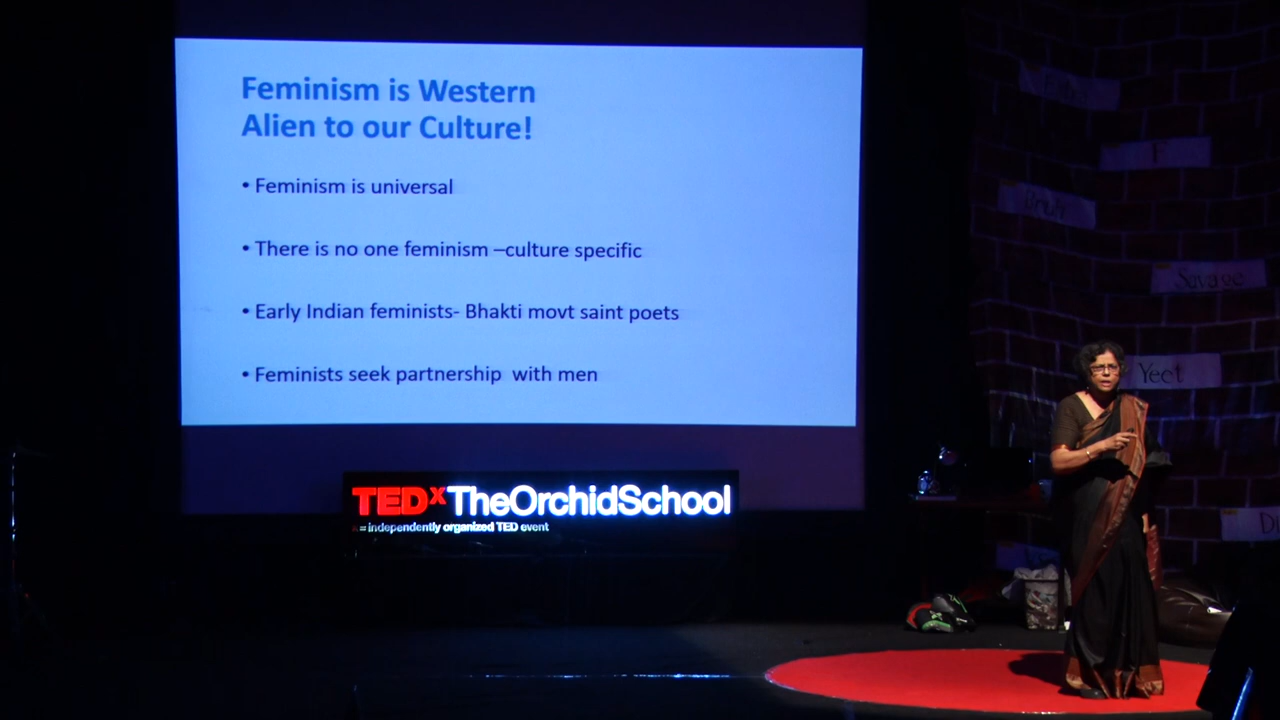 Feminism is Western
Alien to our Culture!
• Feminism is universal
• There is no one feminism –culture specific
• Early Indian feminists- Bhakti movt saint poets
• Feminists seek partnership with men
TEDxTheOrchidSchool
x = independently organized TED event
Bruh
Savage
Yeet